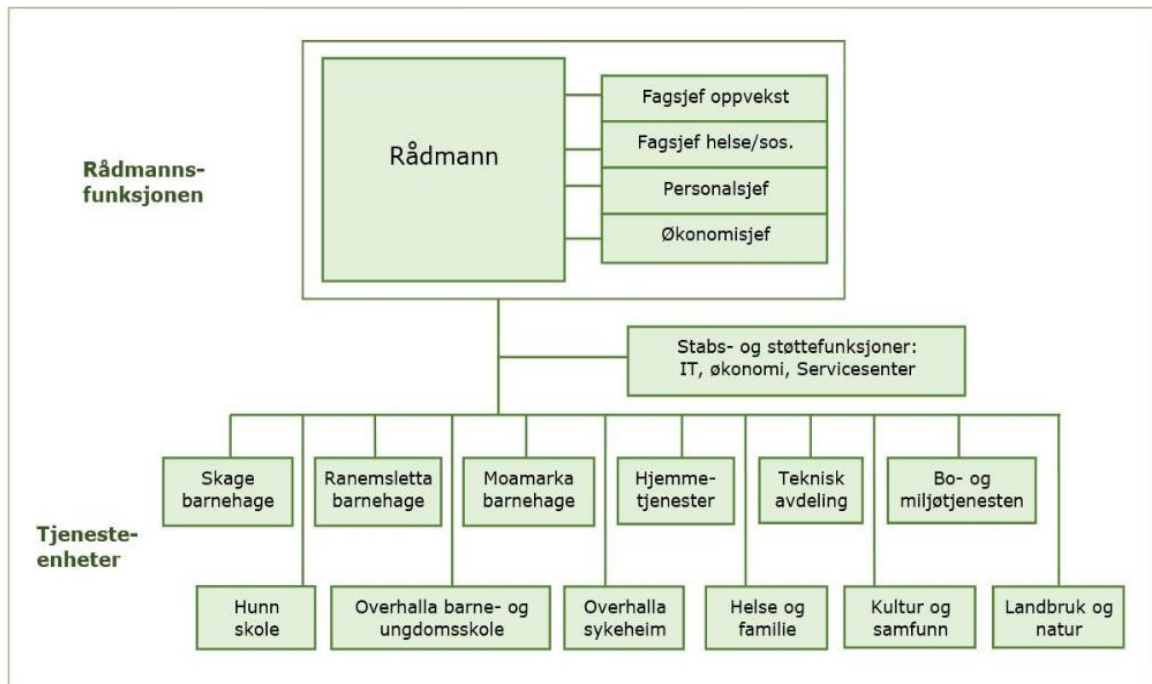 Rådmanns-
funksjonen
Rådmann
Fagsjef oppvekst
Fagsjef helse/sos.
Personalsjef
Økonomisjef
Stabs- og støttefunksjoner:
IT, økonomi, Servicesenter
Tjeneste-
enheter
Skage
barnehage
Ranemsletta
barnehage
Moamarka
barnehage
Hjemme-
tjenester
Teknisk
avdeling
Bo- og
miljøtjenesten
Hunn
skole
Overhalla barne- og
ungdomsskole
Overhalla
sykeheim
Helse og
familie
Kultur og
samfunn
Landbruk og
natur